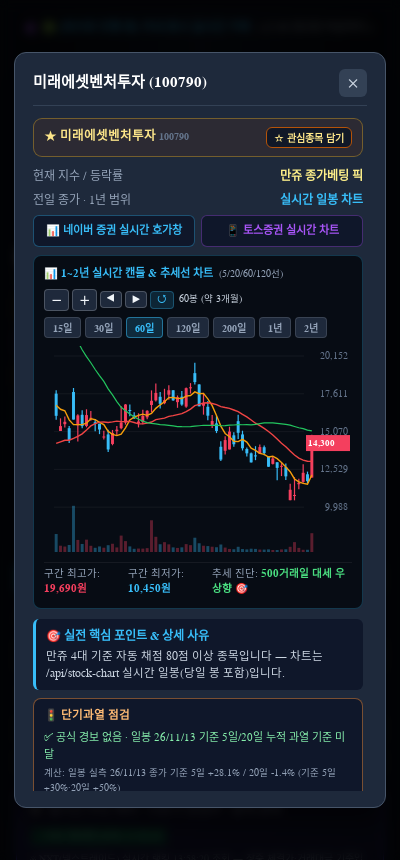 미래에셋벤처투자 (100790)
×
★ 미래에셋벤처투자 100790
☆ 관심종목 담기
현재 지수 / 등락률
만쥬 종가베팅 픽
전일 종가 · 1년 범위
실시간 일봉 차트
📊 네이버 증권 실시간 호가창
📱 토스증권 실시간 차트
📊 1~2년 실시간 캔들 & 추세선 차트 (5/20/60/120선)
− + ◀ ▶ ↺ 60봉 (약 3개월)
15일 30일 60일 120일 200일 1년 2년
20,152
17,611
15,070
14,300
12,529
9,988
구간 최고가:
19,690원
구간 최저가:
10,450원
추세 진단: 500거래일 대세 우
상향 🎯
🎯 실전 핵심 포인트 & 상세 사유
만쥬 4대 기준 자동 채점 80점 이상 종목입니다 — 차트는
/api/stock-chart 실시간 일봉(당일 봉 포함)입니다.
🚦 단기과열 점검
✅ 공식 경보 없음 · 일봉 26/11/13 기준 5일/20일 누적 과열 기준 미
달
계산: 일봉 실측 26/11/13 종가 기준 5일 +28.1% / 20일 -1.4% (기준 5일
+30% 20일 +50%)